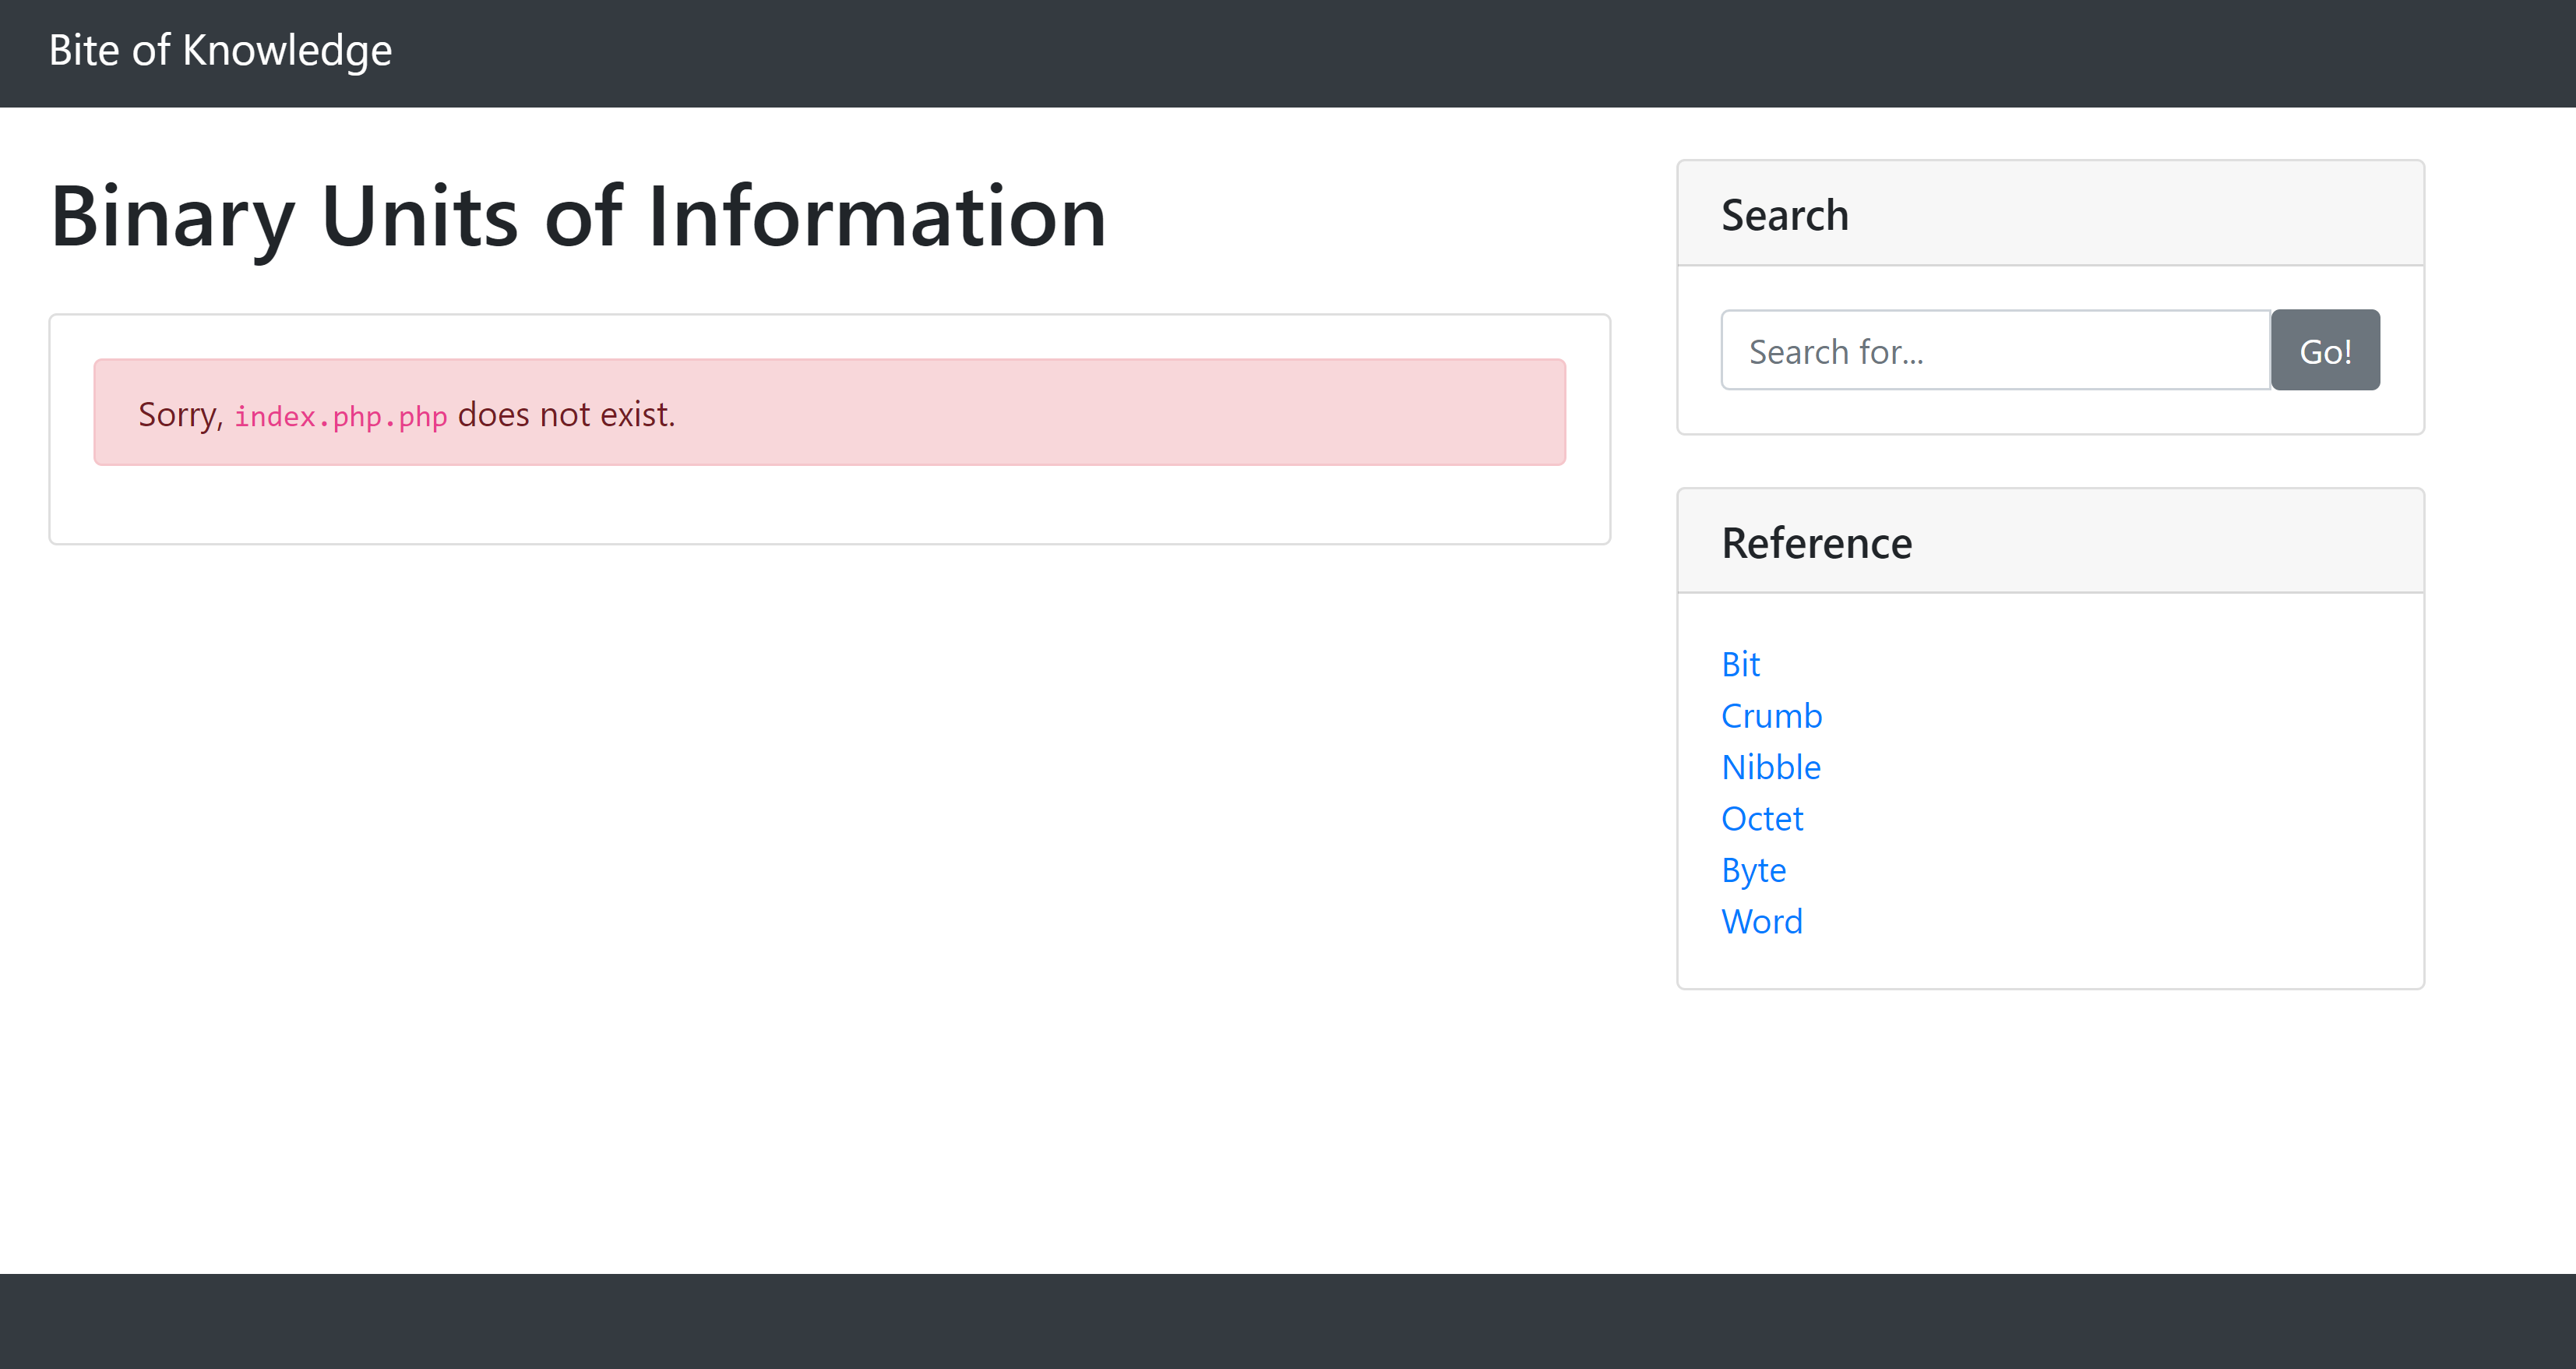 Bite of Knowledge
Binary Units of Information
Sorry, index.php.php does not exist.
Search
Search for...
Go!
Reference
Bit
Crumb
Nibble
Octet
Byte
Word